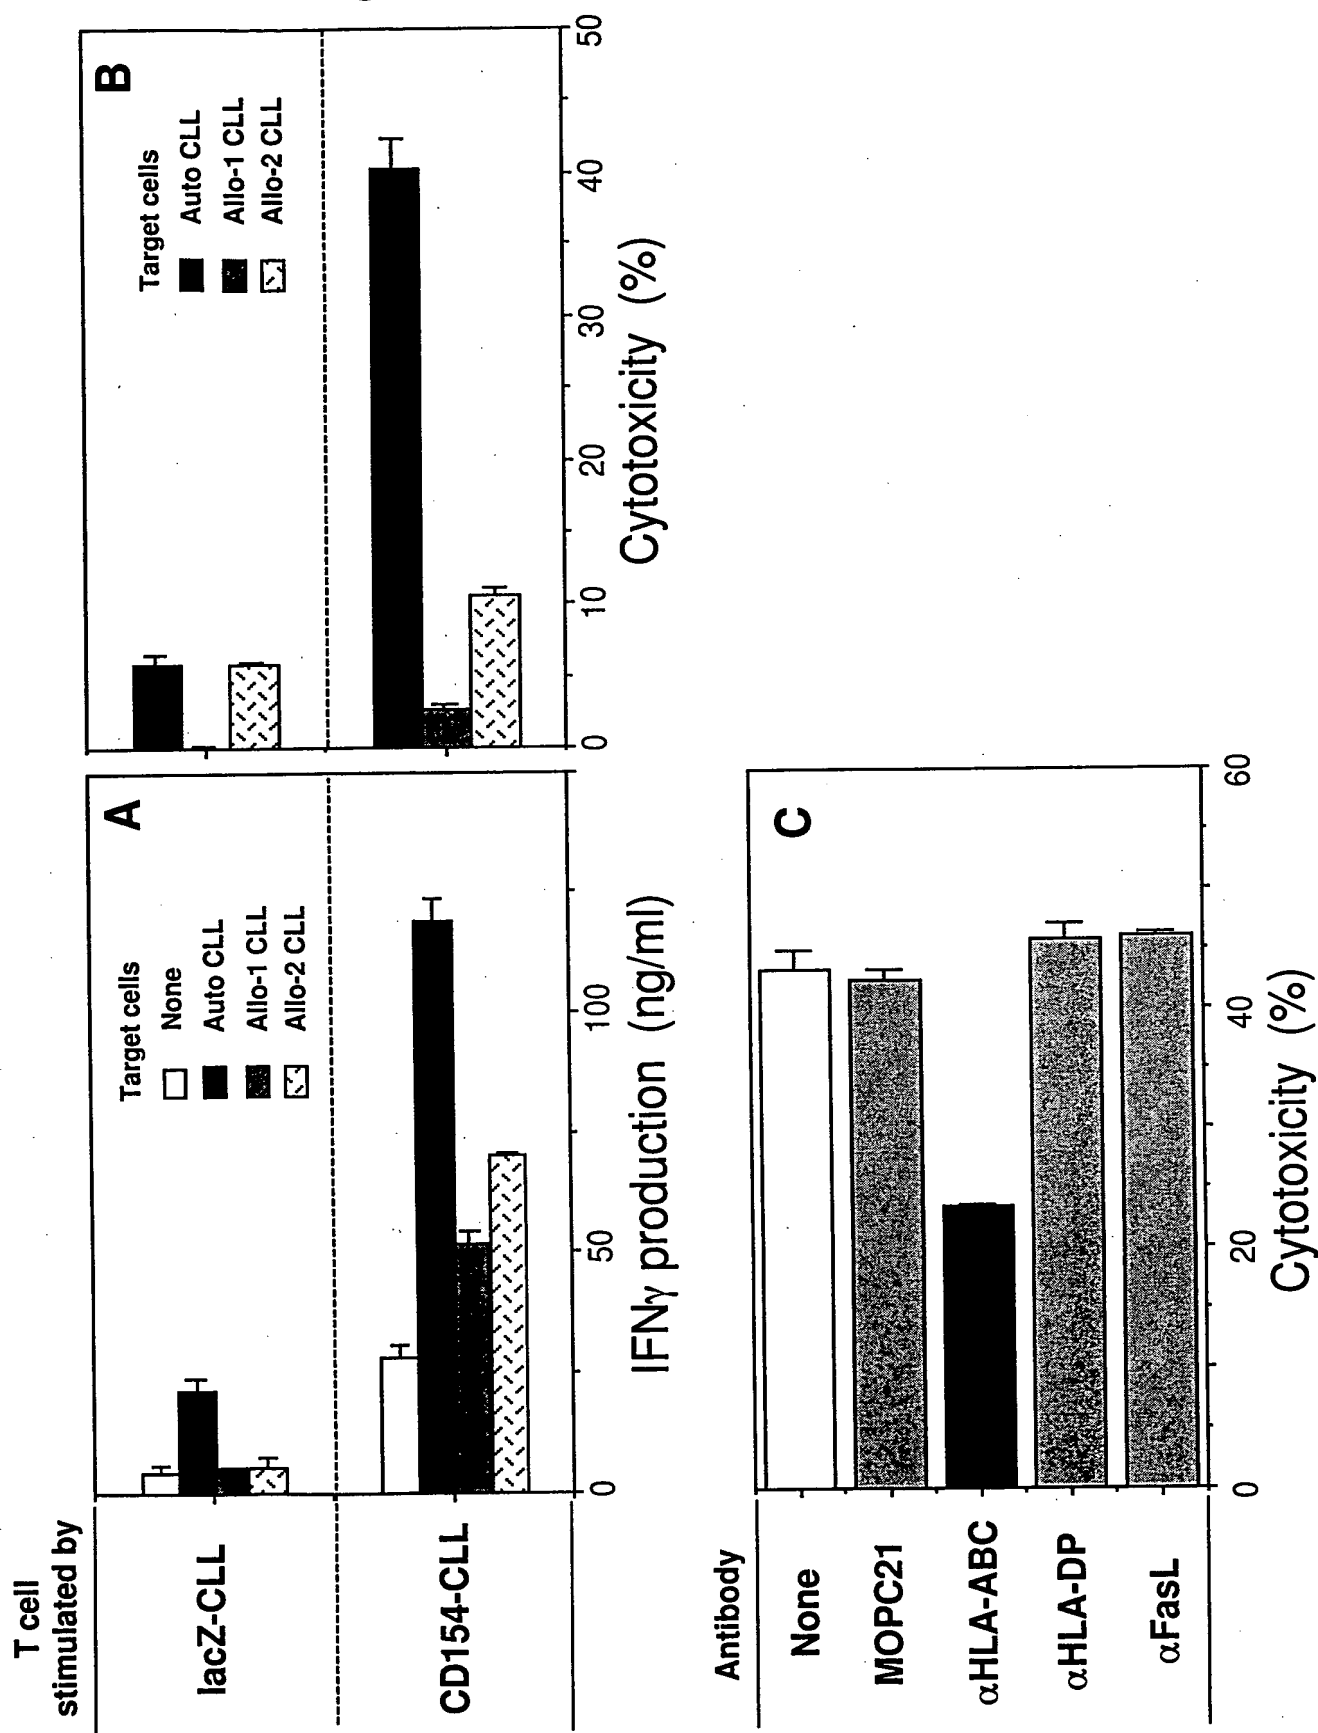 T cell
stimulated by
lacZ-CLL
CD154-CLL
A
Target cells
None
Auto CLL
Allo-1 CLL
Allo-2 CLL
0
50
100
IFNγ production (ng/ml)
B
Target cells
Auto CLL
Allo-1 CLL
Allo-2 CLL
0
10
20
30
40
50
Cytotoxicity (%)
Antibody
None
MOPC21
αHLA-ABC
αHLA-DP
αFasL
C
0
20
40
60
Cytotoxicity (%)